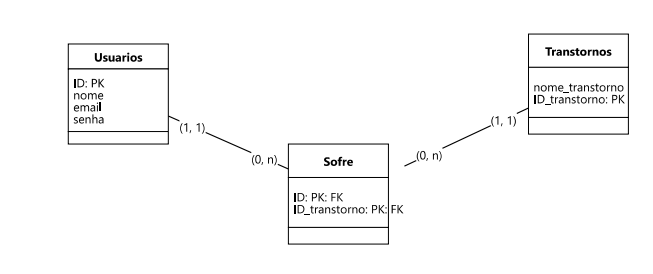 Usuarios
ID: PK
nome
email
senha
(1, 1)
(0, n)
Sofre
ID: PK: FK
ID_transtorno: PK: FK
(0, n)
(1, 1)
Transtornos
nome_transtorno
ID_transtorno: PK